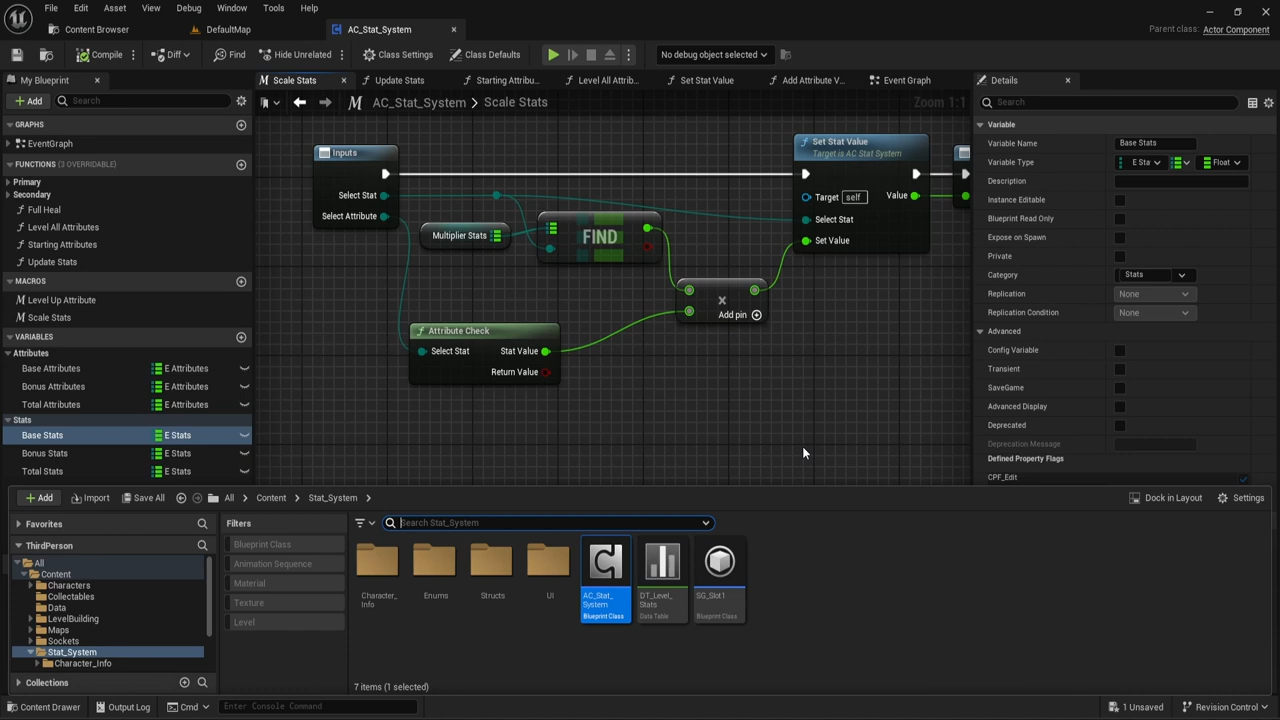 File Edit Asset View Debug Window Tools Help
Content Browser DefaultMap AC_Stat_System
Parent class: Actor Component
Compile Diff Find Hide Unrelated Class Settings Class Defaults No debug object selected
My Blueprint
Add Search
GRAPHS
EventGraph
FUNCTIONS (3 OVERRIDABLE)
Primary
Secondary
Full Heal
Level All Attributes
Starting Attributes
Update Stats
MACROS
Level Up Attribute
Scale Stats
VARIABLES
Attributes
Base Attributes E Attributes
Bonus Attributes E Attributes
Total Attributes E Attributes
Stats
Base Stats E Stats
Bonus Stats E Stats
Total Stats E Stats
Scale Stats Update Stats Starting Attribu... Level All Attrib... Set Stat Value Add Attribute V... Event Graph
AC_Stat_System Scale Stats Zoom 1:1
Inputs
Select Stat
Select Attribute
Multiplier Stats
FIND
Add pin
Attribute Check
Select Stat Stat Value
Return Value
Set Stat Value
Target is AC Stat System
Target self Value
Select Stat
Set Value
Details
Search
Variable
Variable Name Base Stats
Variable Type E Sta Float
Description
Instance Editable
Blueprint Read Only
Expose on Spawn
Private
Category Stats
Replication None
Replication Condition None
Advanced
Config Variable
Transient
SaveGame
Advanced Display
Deprecated
Deprecation Message
Defined Property Flags
CPF_Edit
Add Import Save All All Content Stat_System Dock in Layout Settings
Favorites
ThirdPerson
All
Content
Characters
Collectables
Data
LevelBuilding
Maps
Sockets
Stat_System
Character_Info
Collections
Filters
Blueprint Class
Animation Sequence
Material
Texture
Level
Search Stat_System
Character_
Info
Enums
Structs
UI
AC_Stat_
System
Blueprint Class
DT_Level_
Stats
Data Table
SG_Slot1
Blueprint Class
7 items (1 selected)
Content Drawer Output Log Cmd Enter Console Command 1 Unsaved Revision Control